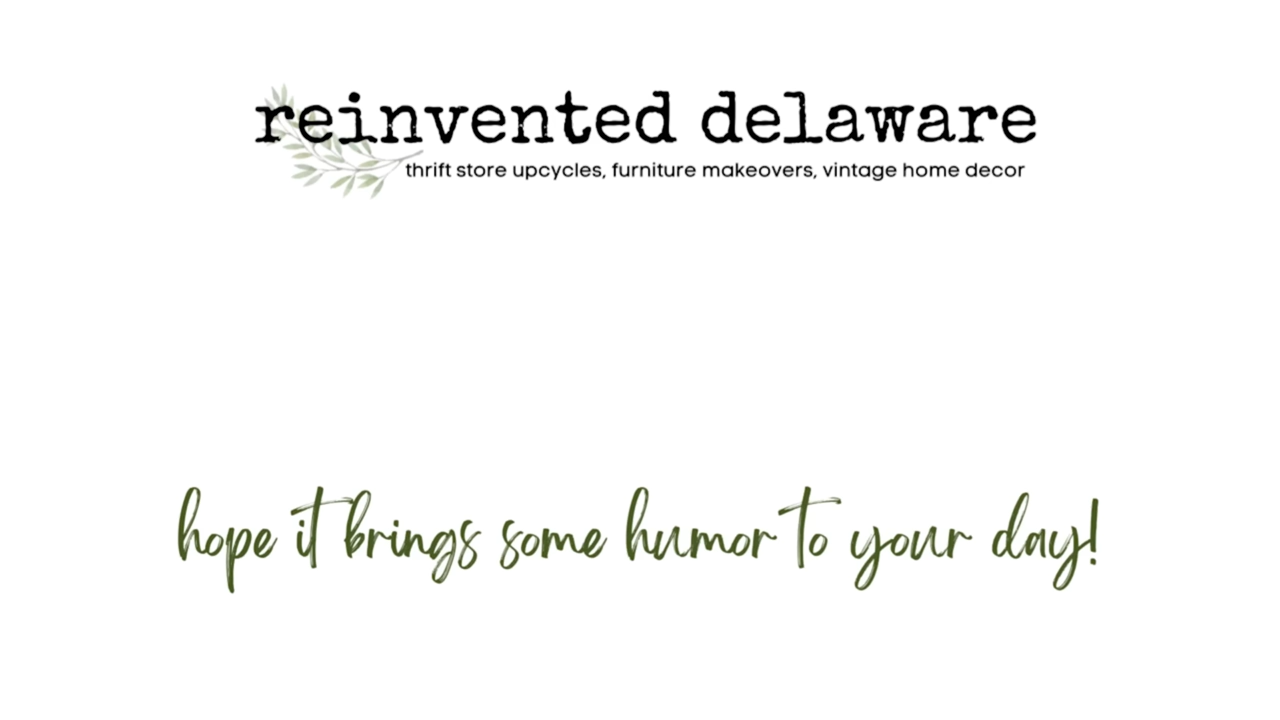 reinvented delaware
thrift store upcycles, furniture makeovers, vintage home decor
hope it brings some humor to your day!